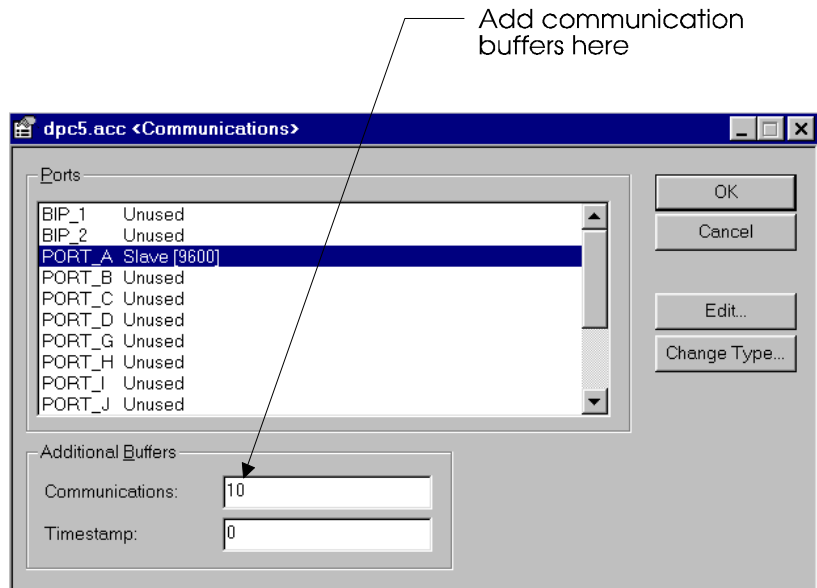 Add communication
buffers here
dpc5.acc <Communications>
Ports
BIP_1 Unused
BIP_2 Unused
PORT_A Slave [9600]
PORT_B Unused
PORT_C Unused
PORT_D Unused
PORT_G Unused
PORT_H Unused
PORT_I Unused
PORT_J Unused
OK
Cancel
Edit...
Change Type...
Additional Buffers
Communications: 10
Timestamp: 0